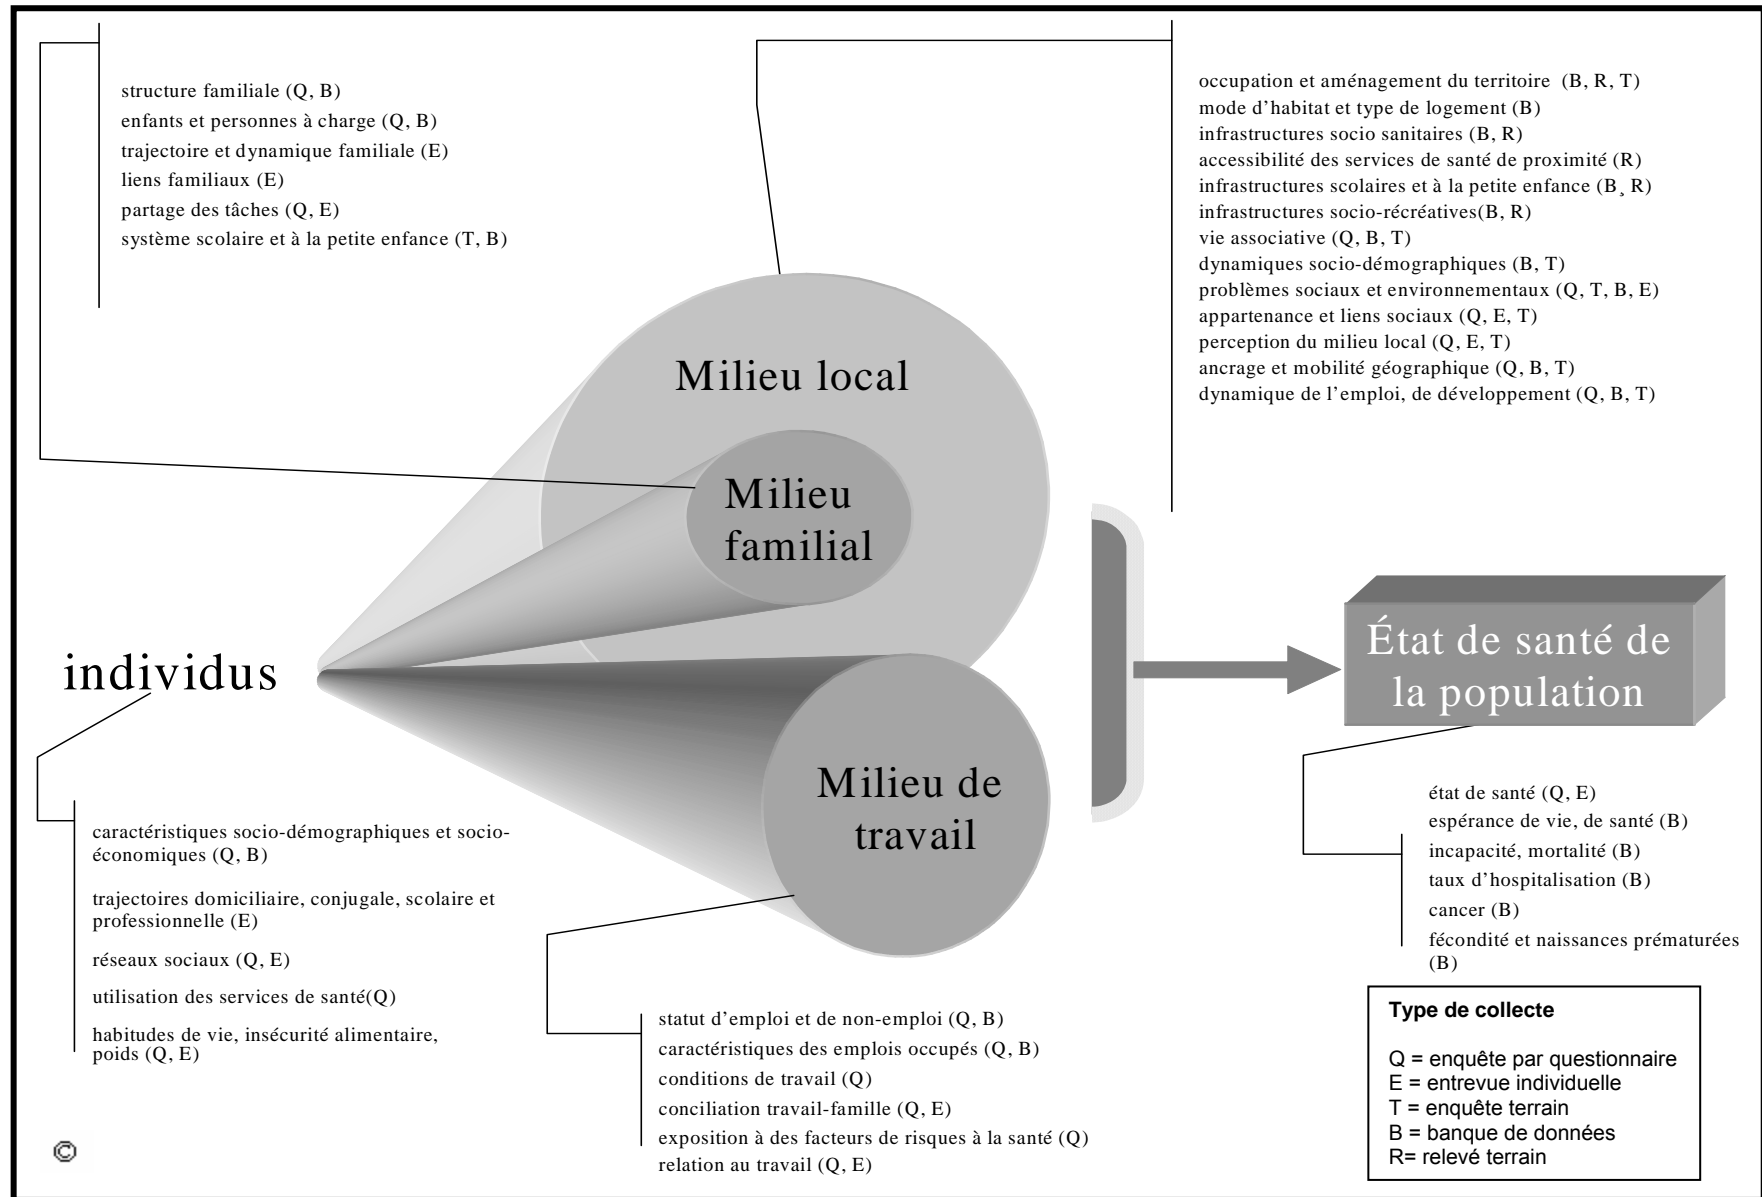 structure familiale (Q, B)
enfants et personnes à charge (Q, B)
trajectoire et dynamique familiale (E)
liens familiaux (E)
partage des tâches (Q, E)
système scolaire et à la petite enfance (T, B)
occupation et aménagement du territoire (B, R, T)
mode d'habitat et type de logement (B)
infrastructures socio sanitaires (B, R)
accessibilité des services de santé de proximité (R)
infrastructures scolaires et à la petite enfance (B¸ R)
infrastructures socio-récréatives(B, R)
vie associative (Q, B, T)
dynamiques socio-démographiques (B, T)
problèmes sociaux et environnementaux (Q, T, B, E)
appartenance et liens sociaux (Q, E, T)
perception du milieu local (Q, E, T)
ancrage et mobilité géographique (Q, B, T)
dynamique de l'emploi, de développement (Q, B, T)
Milieu local
Milieu
familial
individus
Milieu de
travail
État de santé de
la population
caractéristiques socio-démographiques et socio-
économiques (Q, B)
trajectoires domiciliaire, conjugale, scolaire et
professionnelle (E)
réseaux sociaux (Q, E)
utilisation des services de santé(Q)
habitudes de vie, insécurité alimentaire,
poids (Q, E)
statut d'emploi et de non-emploi (Q, B)
caractéristiques des emplois occupés (Q, B)
conditions de travail (Q)
conciliation travail-famille (Q, E)
exposition à des facteurs de risques à la santé (Q)
relation au travail (Q, E)
état de santé (Q, E)
espérance de vie, de santé (B)
incapacité, mortalité (B)
taux d'hospitalisation (B)
cancer (B)
fécondité et naissances prématurées
(B)
Type de collecte
Q = enquête par questionnaire
E = entrevue individuelle
T = enquête terrain
B = banque de données
R= relevé terrain
©